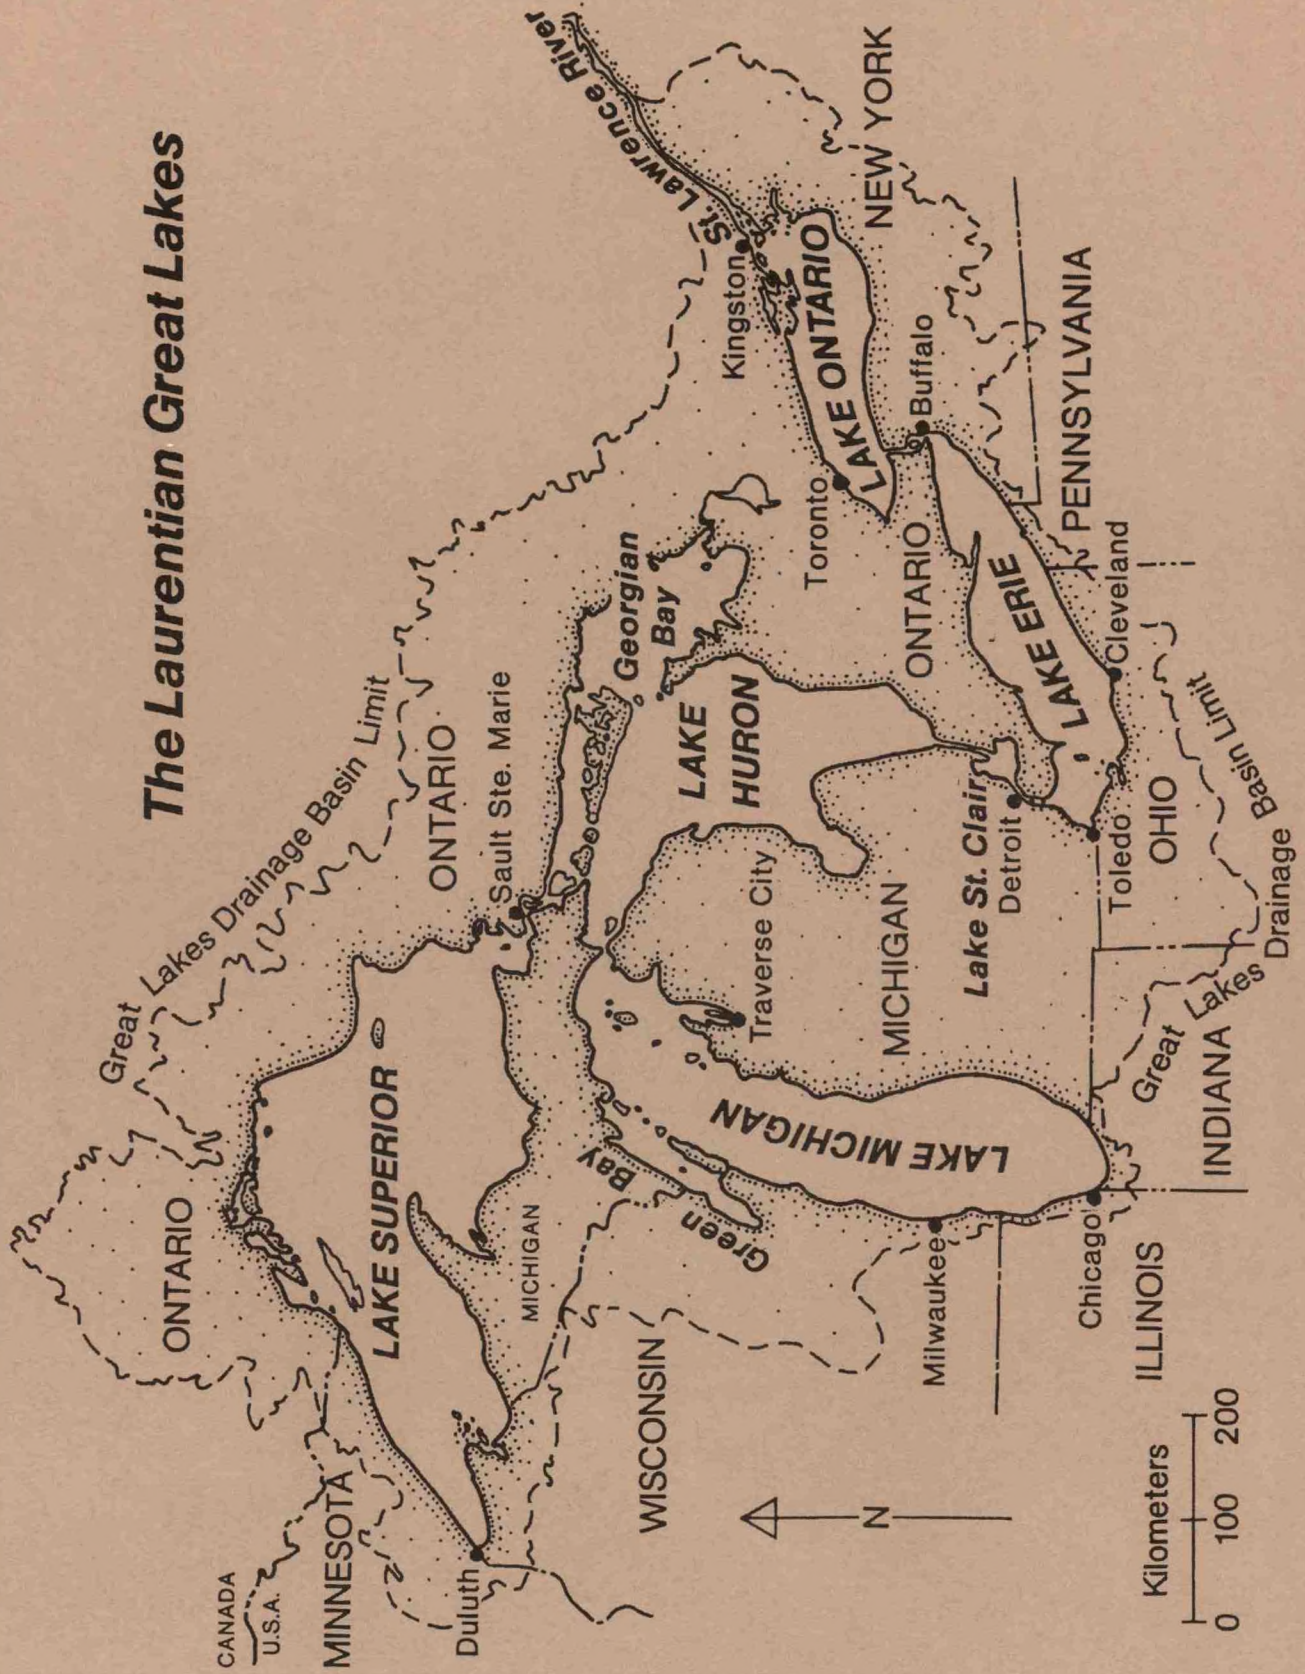 The Laurentian Great Lakes
CANADA
U.S.A.
MINNESOTA
Duluth
ONTARIO
Great Lakes Drainage Basin Limit
LAKE SUPERIOR
ONTARIO
Sault Ste. Marie
MICHIGAN
WISCONSIN
Green Bay
LAKE MICHIGAN
Traverse City
MICHIGAN
LAKE
HURON
Georgian
Bay
Lake St. Clair
Detroit
Milwaukee
Chicago
ILLINOIS
INDIANA
Toledo
OHIO
Great Lakes Drainage Basin Limit
Cleveland
LAKE ERIE
ONTARIO
Toronto
LAKE ONTARIO
Kingston
St. Lawrence River
Buffalo
NEW YORK
PENNSYLVANIA
N
Kilometers
0 100 200